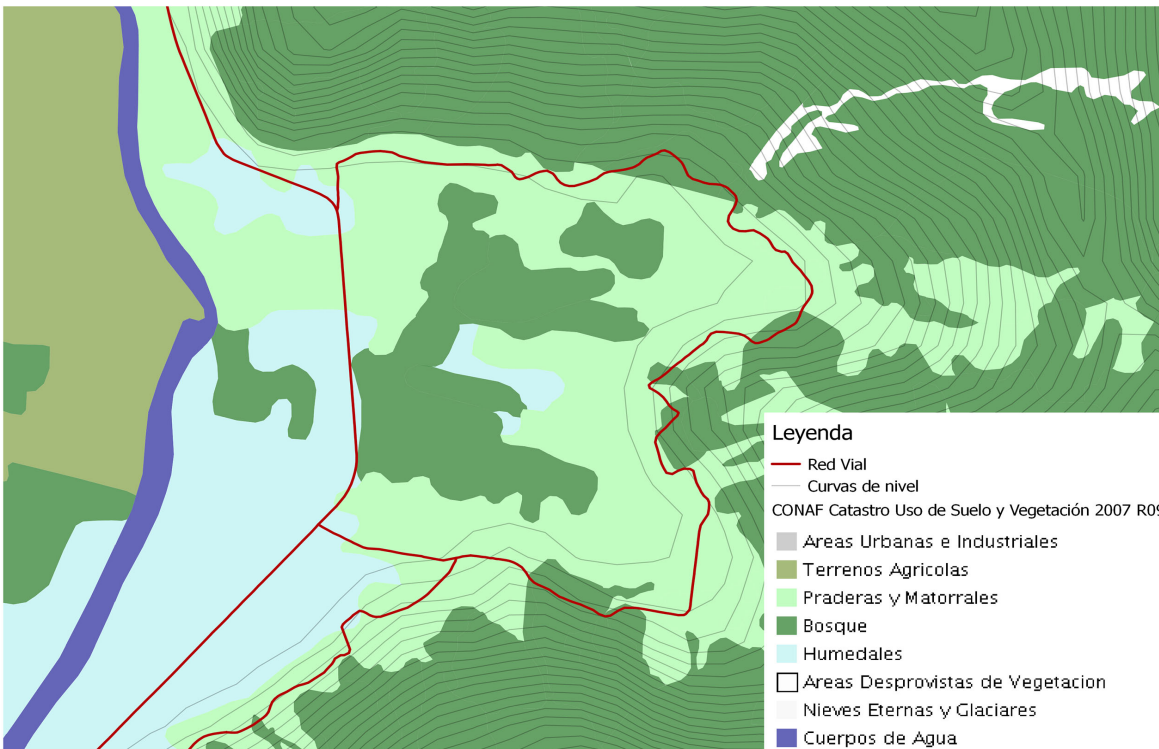 Leyenda
Red Vial
Curvas de nivel
CONAF Catastro Uso de Suelo y Vegetación 2007 R09
Areas Urbanas e Industriales
Terrenos Agricolas
Praderas y Matorrales
Bosque
Humedales
Areas Desprovistas de Vegetacion
Nieves Eternas y Glaciares
Cuerpos de Agua